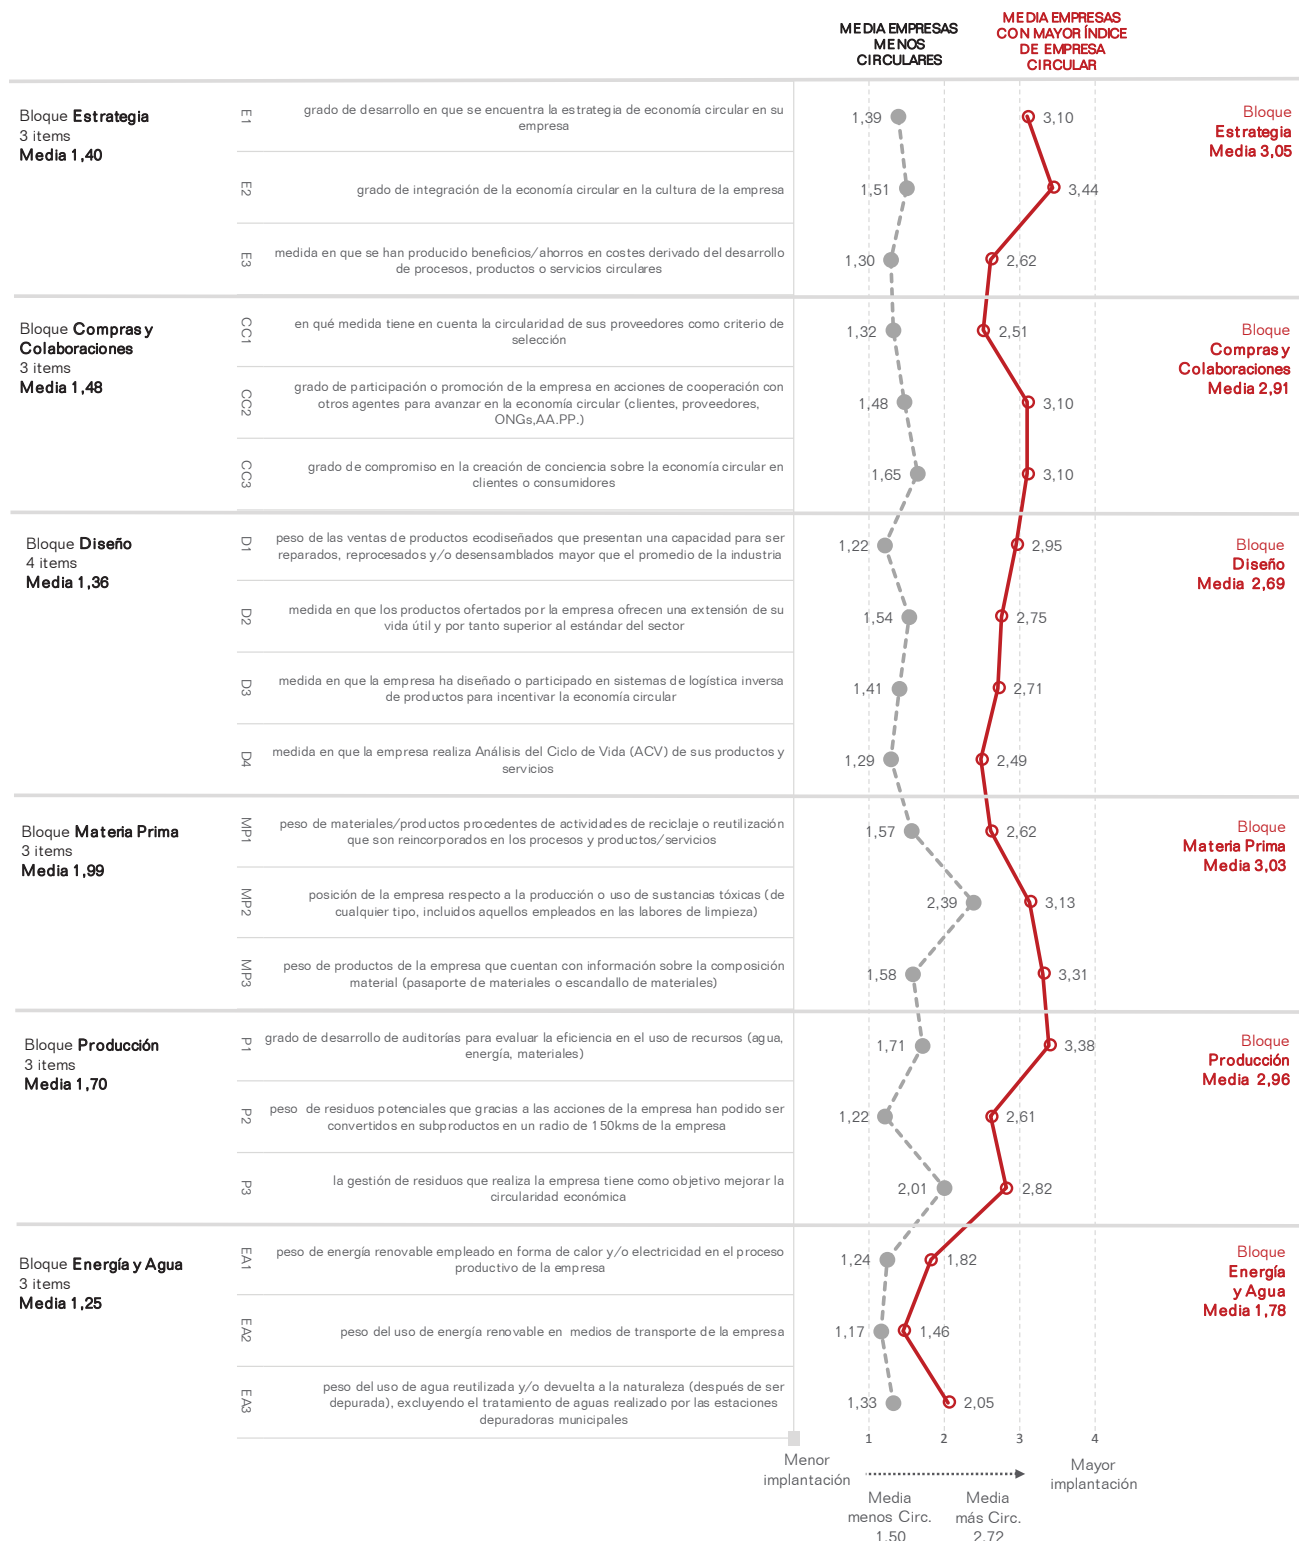 MEDIA EMPRESAS
MENOS
CIRCULARES
MEDIA EMPRESAS
CON MAYOR ÍNDICE
DE EMPRESA
CIRCULAR
Bloque Estrategia
3 items
Media 1,40
E1
grado de desarrollo en que se encuentra la estrategia de economía circular en su
empresa
1,39
3,10
Bloque
Estrategia
Media 3,05
E2
grado de integración de la economía circular en la cultura de la empresa
1,51
3,44
E3
medida en que se han producido beneficios/ahorros en costes derivado del desarrollo
de procesos, productos o servicios circulares
1,30
2,62
Bloque Compras y
Colaboraciones
3 items
Media 1,48
CC1
en qué medida tiene en cuenta la circularidad de sus proveedores como criterio de
selección
1,32
2,51
Bloque
Compras y
Colaboraciones
Media 2,91
CC2
grado de participación o promoción de la empresa en acciones de cooperación con
otros agentes para avanzar en la economía circular (clientes, proveedores,
ONGs,AA.PP.)
1,48
3,10
CC3
grado de compromiso en la creación de conciencia sobre la economía circular en
clientes o consumidores
1,65
3,10
Bloque Diseño
4 items
Media 1,36
D1
peso de las ventas de productos ecodiseñados que presentan una capacidad para ser
reparados, reprocesados y/o desensamblados mayor que el promedio de la industria
1,22
2,95
Bloque
Diseño
Media 2,69
D2
medida en que los productos ofertados por la empresa ofrecen una extensión de su
vida útil y por tanto superior al estándar del sector
1,54
2,75
D3
medida en que la empresa ha diseñado o participado en sistemas de logística inversa
de productos para incentivar la economía circular
1,41
2,71
D4
medida en que la empresa realiza Análisis del Ciclo de Vida (ACV) de sus productos y
servicios
1,29
2,49
Bloque Materia Prima
3 items
Media 1,99
MP1
peso de materiales/productos procedentes de actividades de reciclaje o reutilización
que son reincorporados en los procesos y productos/servicios
1,57
2,62
Bloque
Materia Prima
Media 3,03
MP2
posición de la empresa respecto a la producción o uso de sustancias tóxicas (de
cualquier tipo, incluidos aquellos empleados en las labores de limpieza)
2,39
3,13
MP3
peso de productos de la empresa que cuentan con información sobre la composición
material (pasaporte de materiales o escandallo de materiales)
1,58
3,31
Bloque Producción
3 items
Media 1,70
P1
grado de desarrollo de auditorías para evaluar la eficiencia en el uso de recursos (agua,
energía, materiales)
1,71
3,38
Bloque
Producción
Media 2,96
P2
peso de residuos potenciales que gracias a las acciones de la empresa han podido ser
convertidos en subproductos en un radio de 150kms de la empresa
1,22
2,61
P3
la gestión de residuos que realiza la empresa tiene como objetivo mejorar la
circularidad económica
2,01
2,82
Bloque Energía y Agua
3 items
Media 1,25
EA1
peso de energía renovable empleado en forma de calor y/o electricidad en el proceso
productivo de la empresa
1,24
1,82
Bloque
Energía
y Agua
Media 1,78
EA2
peso del uso de energía renovable en medios de transporte de la empresa
1,17
1,46
EA3
peso del uso de agua reutilizada y/o devuelta a la naturaleza (después de ser
depurada), excluyendo el tratamiento de aguas realizado por las estaciones
depuradoras municipales
1,33
2,05
1 2 3 4
Menor
implantación
Mayor
implantación
Media
menos Circ.
1,50
Media
más Circ.
2,72